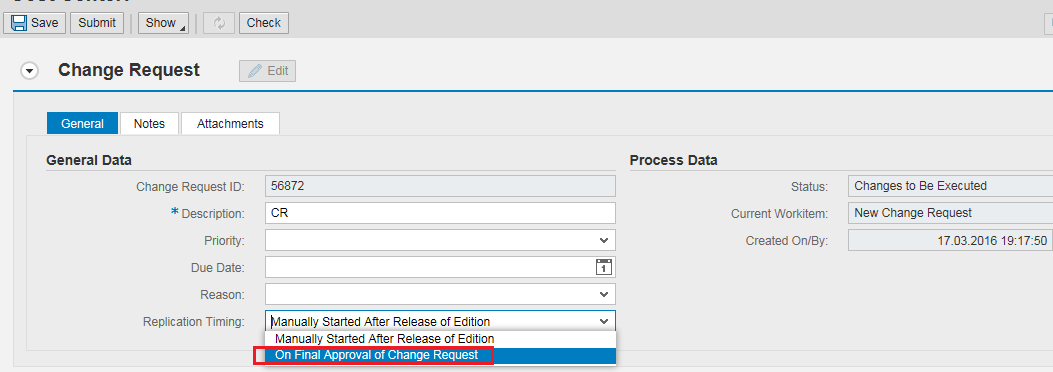 Save Submit Show Check
Change Request Edit
General Notes Attachments
General Data
Change Request ID: 56872
* Description: CR
Priority:
Due Date: 1
Reason:
Replication Timing: Manually Started After Release of Edition
Manually Started After Release of Edition
On Final Approval of Change Request
Process Data
Status: Changes to Be Executed
Current Workitem: New Change Request
Created On/By: 17.03.2016 19:17:50